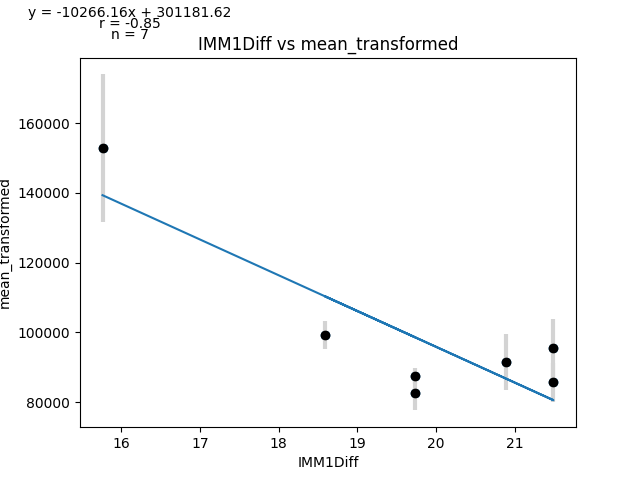 y = -10266.16x + 301181.62
r = -0.85
n = 7
IMM1Diff vs mean_transformed
mean_transformed
160000
140000
120000
100000
80000
16 17 18 19 20 21
IMM1Diff